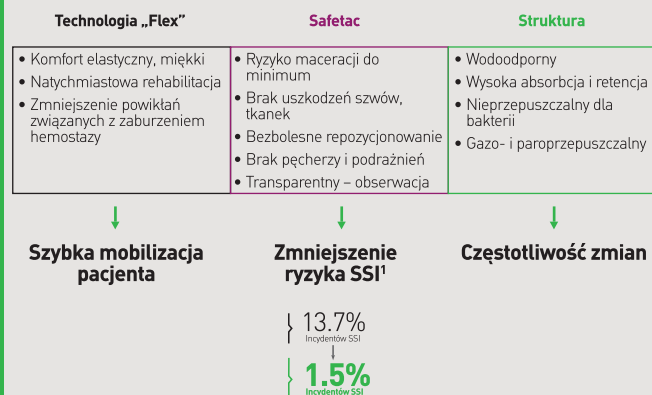 Technologia „Flex”
Safetac
Struktura
• Komfort elastyczny, miękki
• Natychmiastowa rehabilitacja
• Zmniejszenie powikłań
związanych z zaburzeniem
hemostazy
• Ryzyko maceracji do
minimum
• Brak uszkodzeń szwów,
tkanek
• Bezbolesne repozycjonowanie
• Brak pęcherzy i podrażnień
• Transparentny – obserwacja
• Wodoodporny
• Wysoka absorbcja i retencja
• Nieprzepuszczalny dla
bakterii
• Gazo- i paroprzepuszczalny
Szybka mobilizacja
pacjenta
Zmniejszenie
ryzyka SSI¹
Częstotliwość zmian
13.7%
Incydentów SSI
1.5%
Incydentów SSI